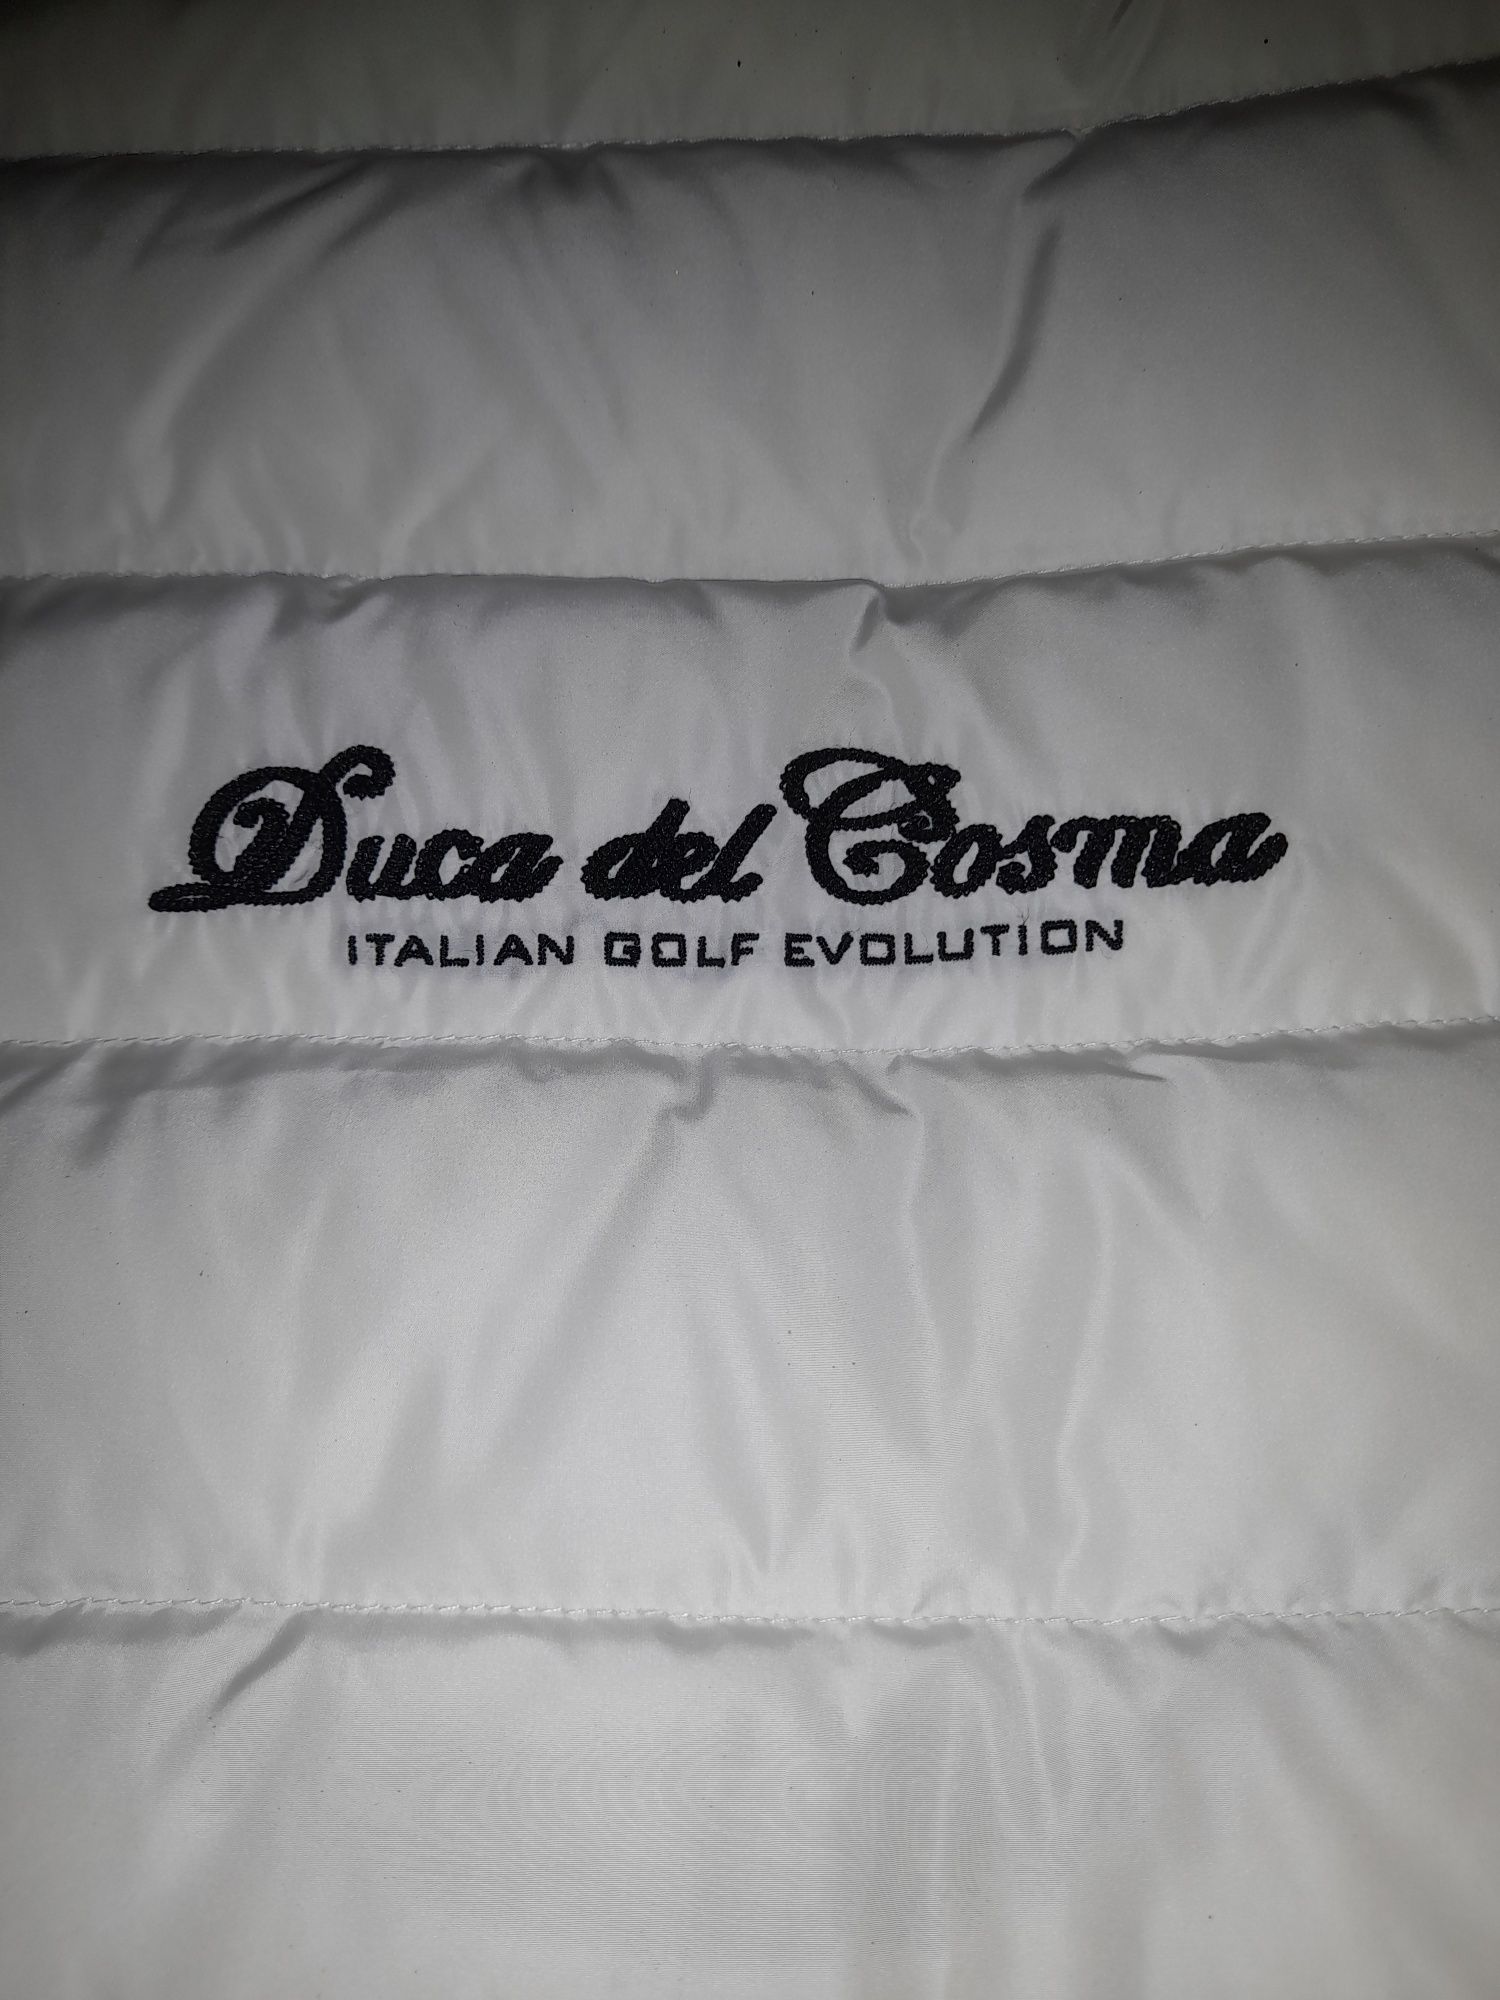 Duca del Cosma
ITALIAN GOLF EVOLUTION